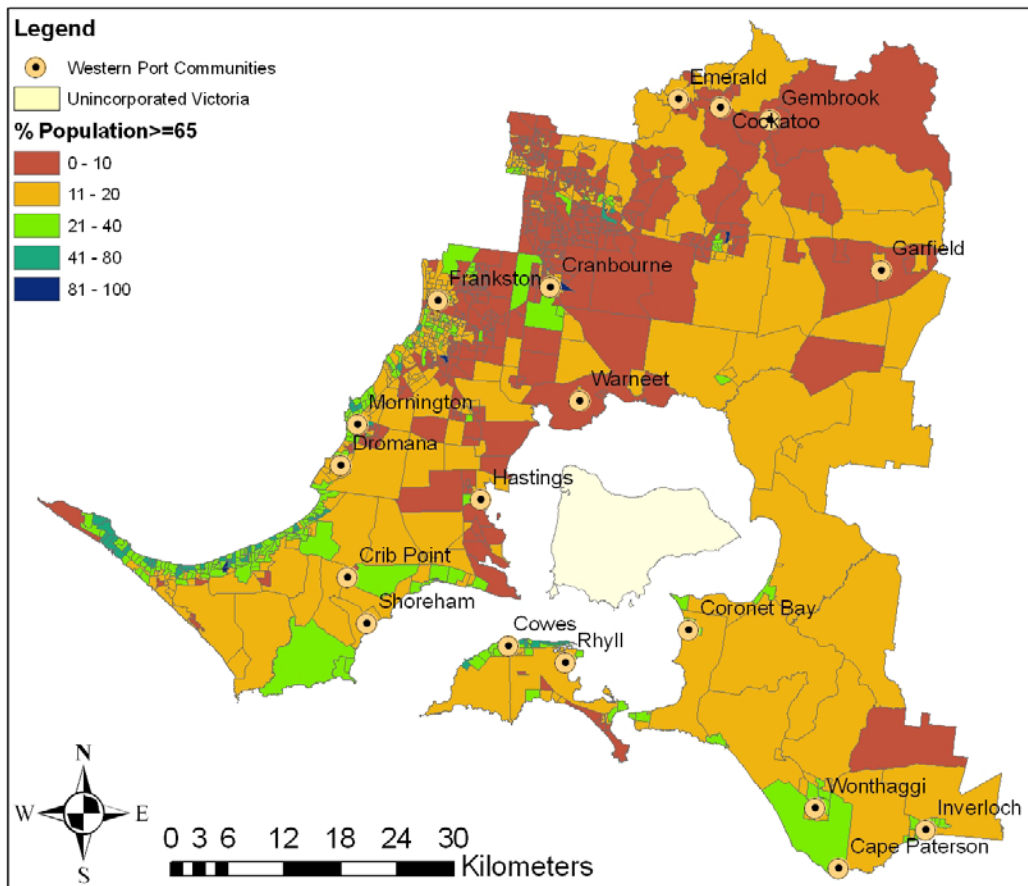 Legend
Western Port Communities
Unincorporated Victoria
% Population>=65
0 - 10
11 - 20
21 - 40
41 - 80
81 - 100
Emerald
Gembrook
Cockatoo
Garfield
Cranbourne
Frankston
Warneet
Mornington
Dromana
Hastings
Crib Point
Shoreham
Coronet Bay
Cowes
Rhyll
Wonthaggi
Inverloch
Cape Paterson
N
W E
S
0 3 6 12 18 24 30
Kilometers